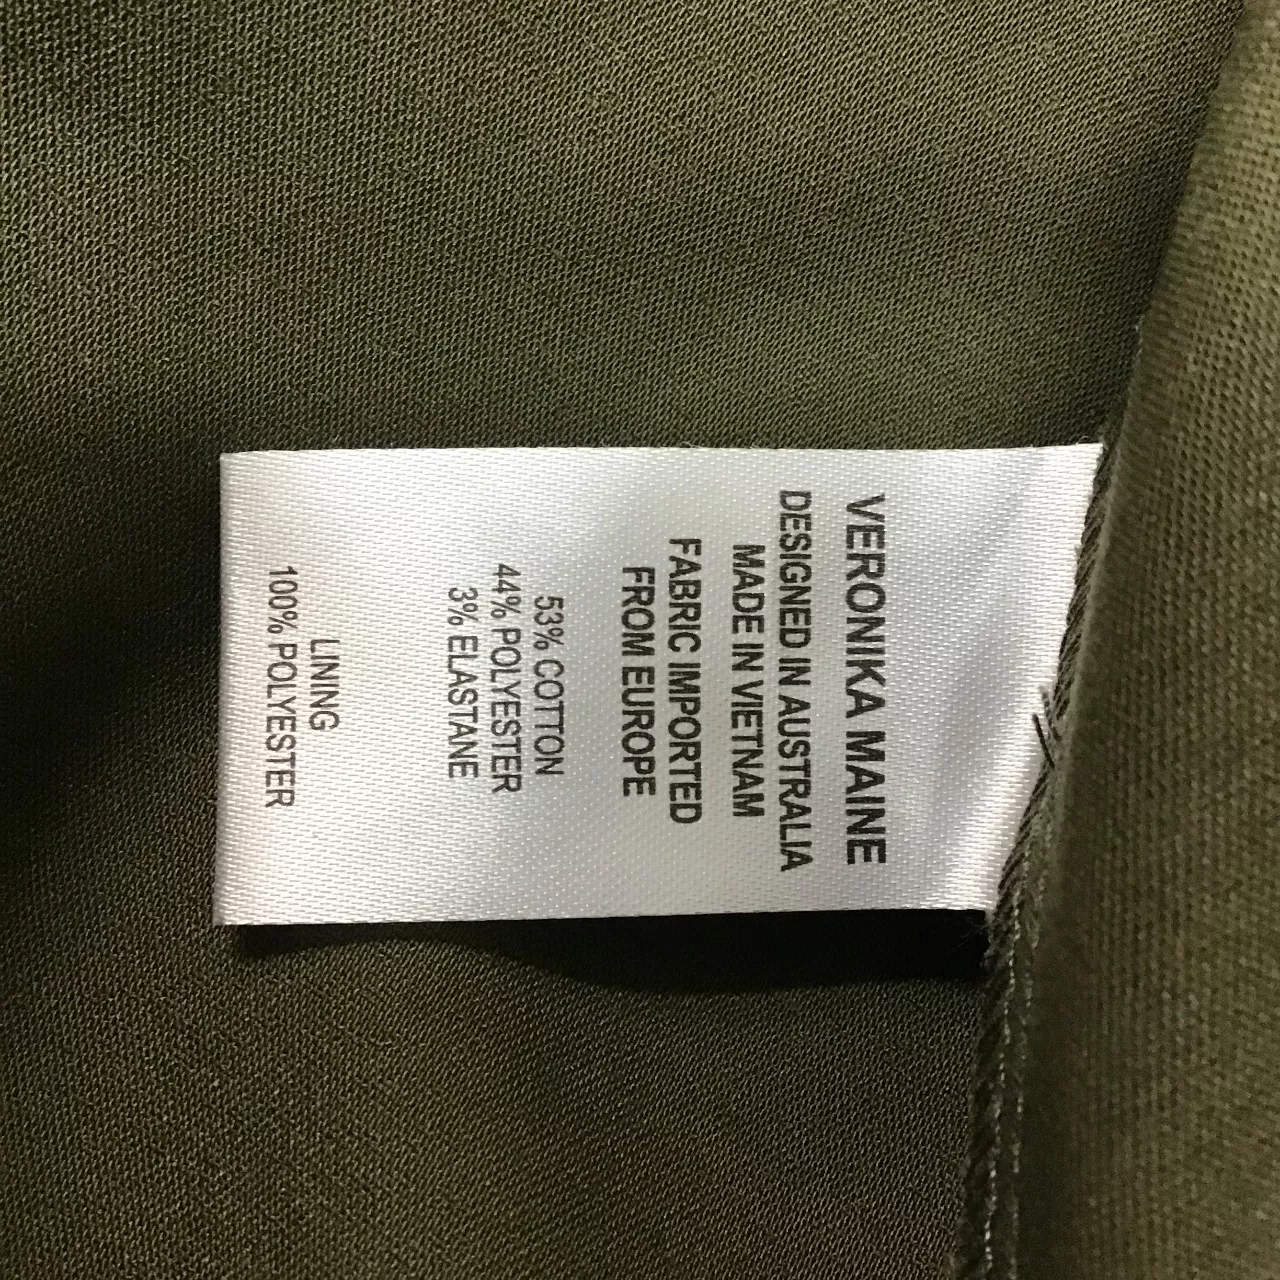 VERONIKA MAINE
DESIGNED IN AUSTRALIA
MADE IN VIETNAM
FABRIC IMPORTED
FROM EUROPE
53% COTTON
44% POLYESTER
3% ELASTANE
LINING
100% POLYESTER